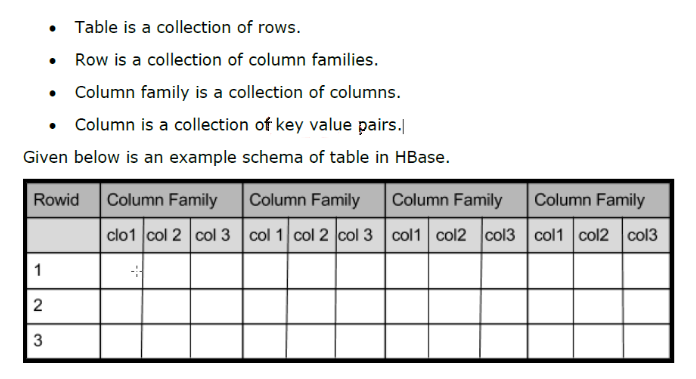 • Table is a collection of rows.
• Row is a collection of column families.
• Column family is a collection of columns.
• Column is a collection of key value pairs.
Given below is an example schema of table in HBase.
Rowid Column Family Column Family Column Family Column Family
clo1 col 2 col 3 col 1 col 2 col 3 col1 col2 col3 col1 col2 col3
1
2
3